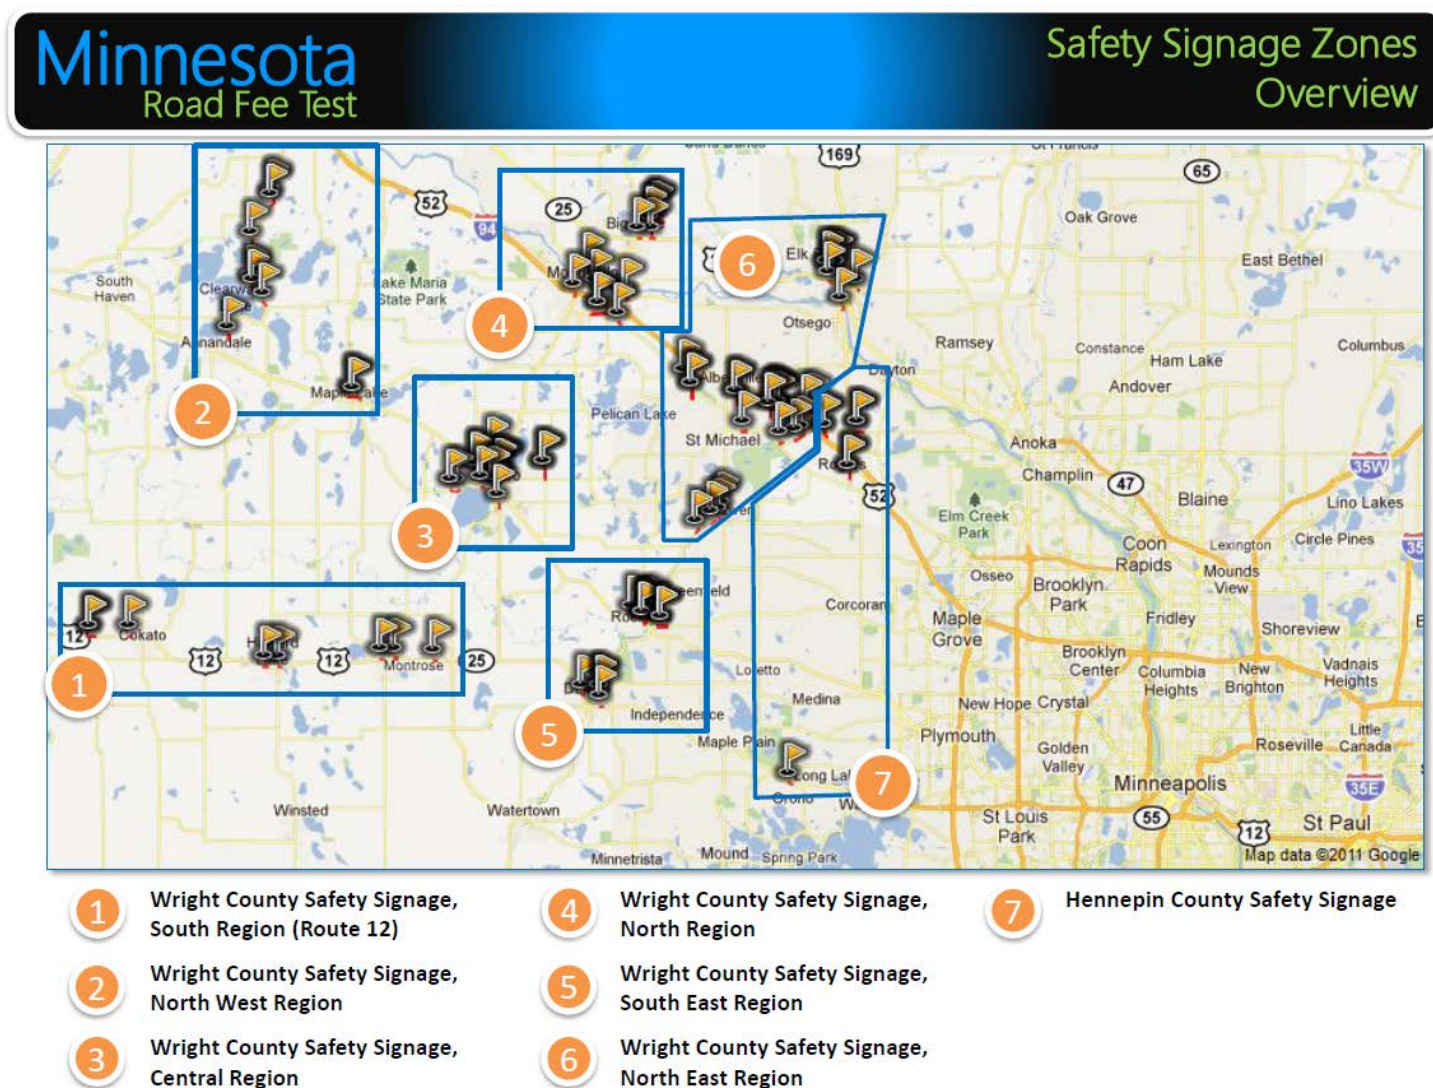 Minnesota
Road Fee Test
Safety Signage Zones
Overview
169
St Francis
65
52
25
94
Oak Grove
6
Elk
East Bethel
South
Haven
Lake Maria
State Park
4
Otsego
Annandale
Ramsey
Constance
Ham Lake
Columbus
Dayton
Andover
Maple Lake
2
Pelican Lake
St Michael
Anoka
Champlin
47
35W
Blaine
Lino Lakes
52
Elm Creek
Park
3
Coon
Rapids
Lexington
Circle Pines
35
Mounds
View
Osseo
Brooklyn
Park
Corcoran
Maple
Grove
Fridley
Shoreview
12
Cokato
12
12
Montrose
25
Loretto
Brooklyn
Center
Columbia
Heights
New
Brighton
Vadnais
Heights
1
Medina
New Hope
Crystal
Independence
5
Maple Plain
Plymouth
Golden
Valley
Roseville
Little
Canada
7
Minneapolis
35E
Winsted
Watertown
Orono
St Louis
Park
55
12
St Paul
Minnetrista
Mound
Spring Park
Map data ©2011 Google
1 Wright County Safety Signage,
South Region (Route 12)
2 Wright County Safety Signage,
North West Region
3 Wright County Safety Signage,
Central Region
4 Wright County Safety Signage,
North Region
5 Wright County Safety Signage,
South East Region
6 Wright County Safety Signage,
North East Region
7 Hennepin County Safety Signage